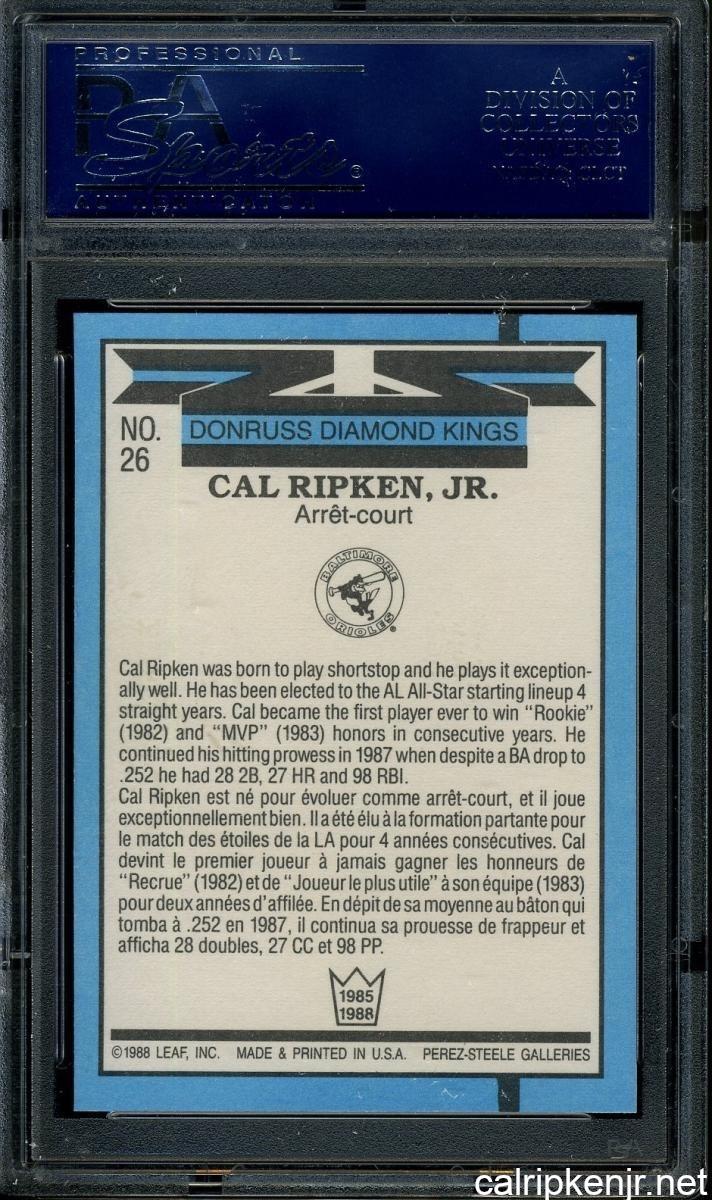 PROFESSIONAL
PSA
Sports®
AUTHENTICATOR
A
DIVISION OF
COLLECTORS
UNIVERSE
NASDAQ: CLCT
NO.
26
DONRUSS DIAMOND KINGS
CAL RIPKEN, JR.
Arrêt-court
BALTIMORE
ORIOLES®
Cal Ripken was born to play shortstop and he plays it exception-
ally well. He has been elected to the AL All-Star starting lineup 4
straight years. Cal became the first player ever to win "Rookie"
(1982) and "MVP" (1983) honors in consecutive years. He
continued his hitting prowess in 1987 when despite a BA drop to
.252 he had 28 2B, 27 HR and 98 RBI.
Cal Ripken est né pour évoluer comme arrêt-court, et il joue
exceptionnellement bien. Il a été élu à la formation partante pour
le match des étoiles de la LA pour 4 années consécutives. Cal
devint le premier joueur à jamais gagner les honneurs de
"Recrue" (1982) et de "Joueur le plus utile" à son équipe (1983)
pour deux années d'affilée. En dépit de sa moyenne au bâton qui
tomba à .252 en 1987, il continua sa prouesse de frappeur et
afficha 28 doubles, 27 CC et 98 PP.
1985
1988
©1988 LEAF, INC. MADE & PRINTED IN U.S.A. PEREZ-STEELE GALLERIES
PSA
calripkenjr.net